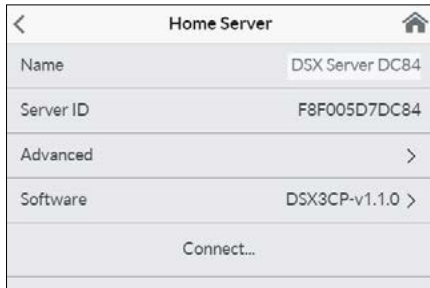 Home Server
Name DSX Server DC84
Server ID F8F005D7DC84
Advanced
Software DSX3CP-v1.1.0
Connect...